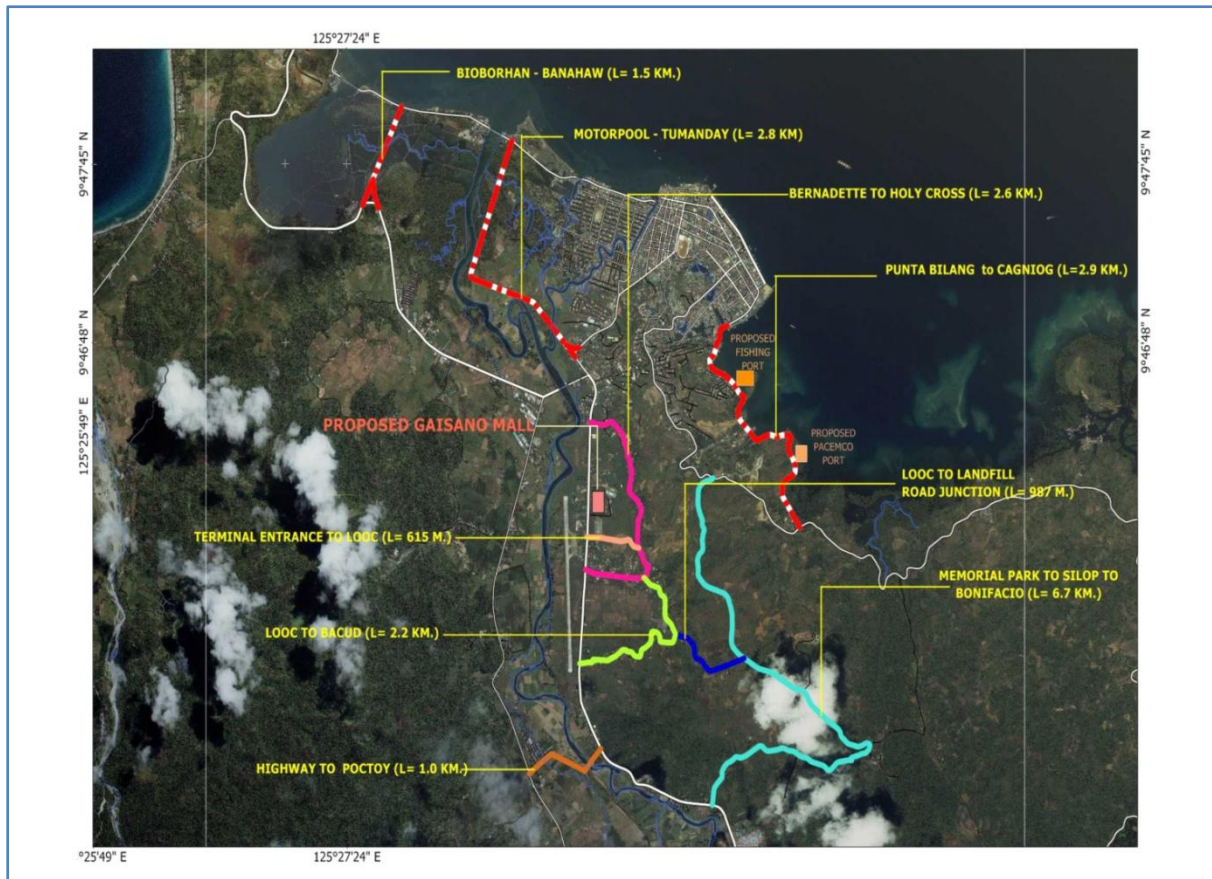 125°27'24" E
BIOBORHAN - BANAHAW (L= 1.5 KM.)
MOTORPOOL - TUMANDAY (L= 2.8 KM)
9°47'45" N
9°47'45" N
BERNADETTE TO HOLY CROSS (L= 2.6 KM.)
PUNTA BILANG to CAGNIOG (L=2.9 KM.)
9°46'48" N
9°46'48" N
PROPOSED
FISHING
PORT
125°25'49" E
PROPOSED GAISANO MALL
PROPOSED
PACEMCO
PORT
LOOC TO LANDFILL
ROAD JUNCTION (L= 987 M.)
TERMINAL ENTRANCE TO LOOC (L= 615 M.)
MEMORIAL PARK TO SILOP TO
BONIFACIO (L= 6.7 KM.)
LOOC TO BACUD (L= 2.2 KM.)
HIGHWAY TO POCTOY (L= 1.0 KM.)
°25'49" E
125°27'24" E